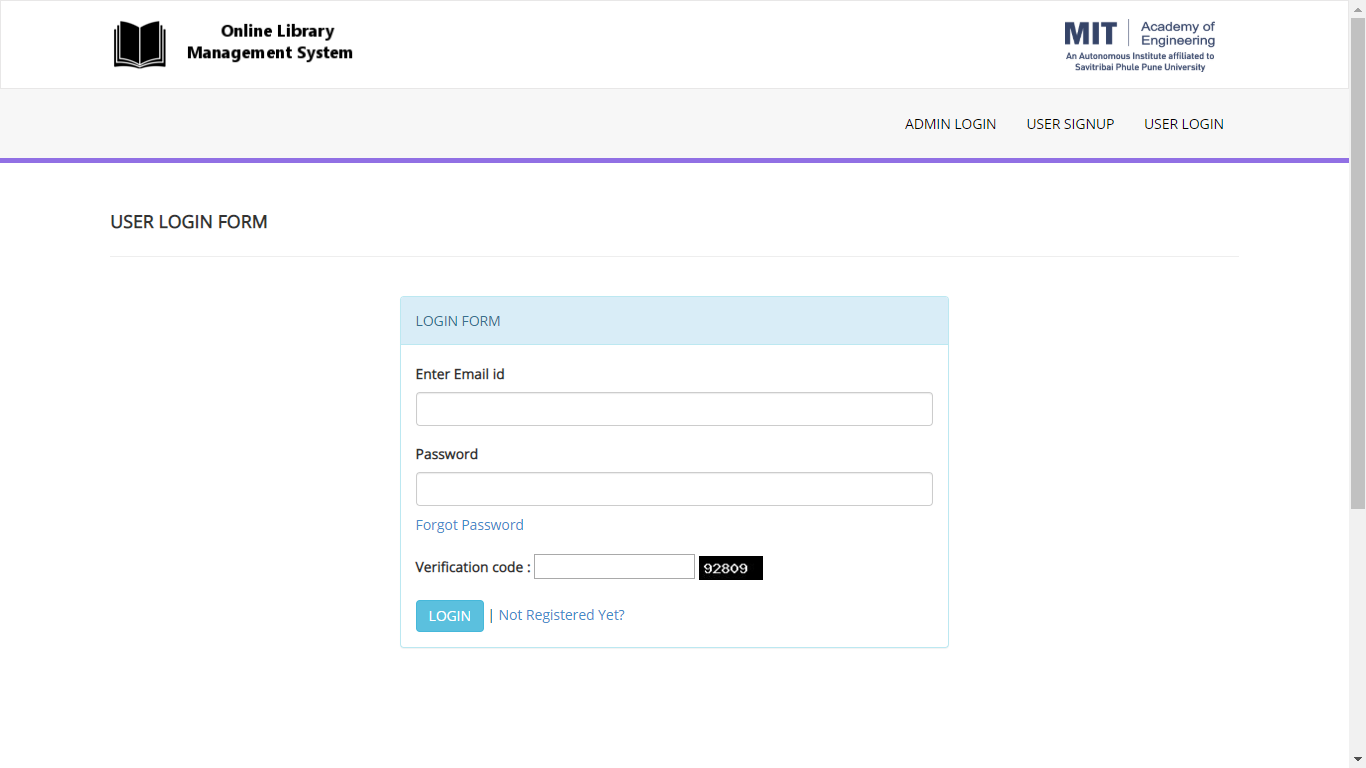 Online Library
Management System
MIT
Academy of
Engineering
An Autonomous Institute affiliated to
Savitribai Phule Pune University
ADMIN LOGIN USER SIGNUP USER LOGIN
USER LOGIN FORM
LOGIN FORM
Enter Email id
Password
Forgot Password
Verification code : 92809
LOGIN | Not Registered Yet?